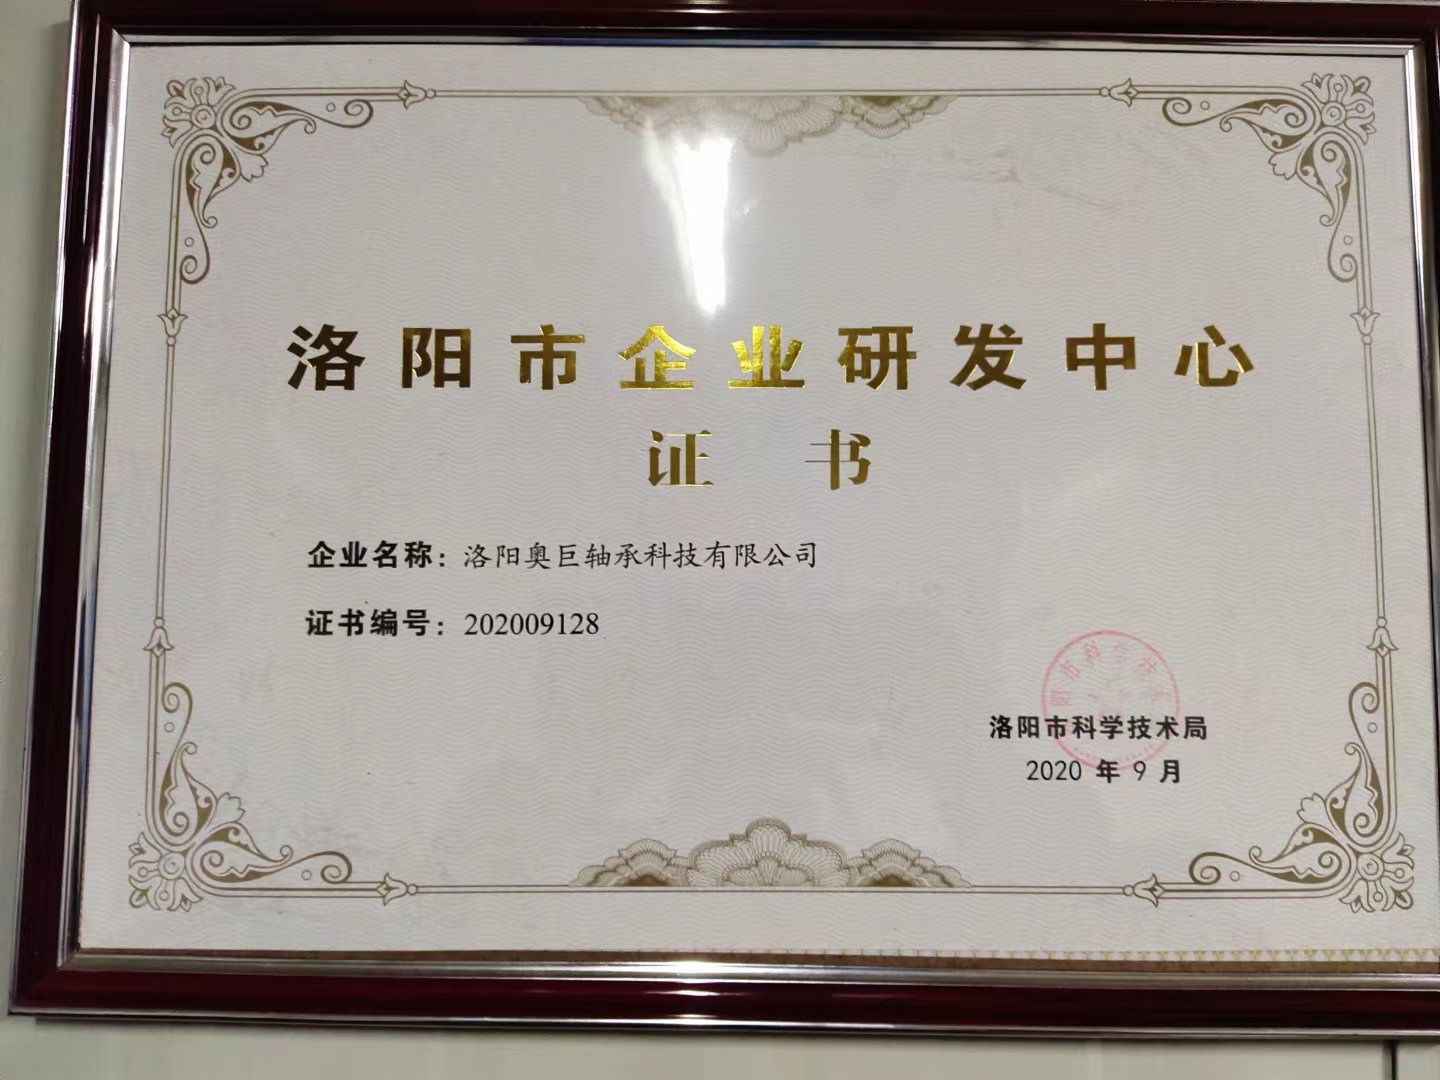 洛阳市企业研发中心
证书
企业名称：洛阳奥巨轴承科技有限公司
证书编号：202009128
洛阳市科学技术局
2020 年 9 月